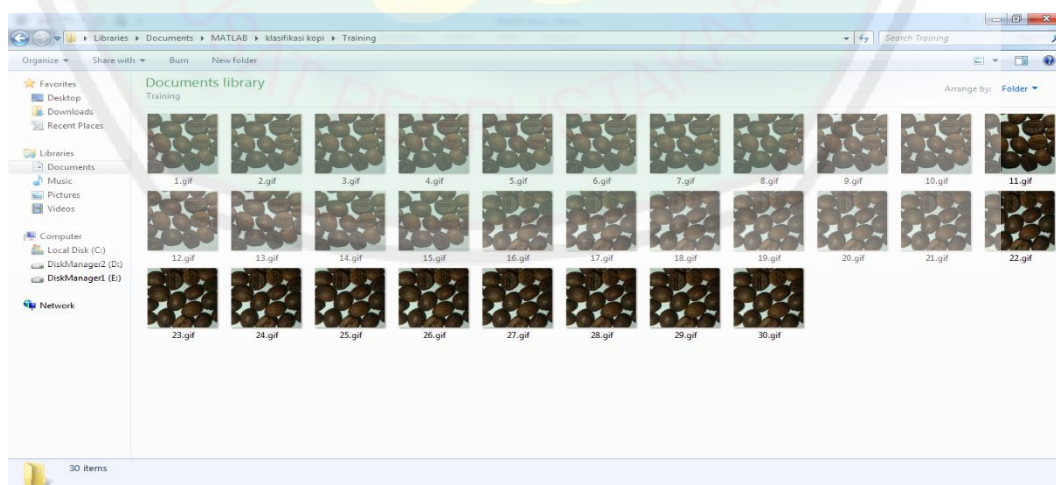 Libraries Documents MATLAB klasifikasi kopi Training Search Training
Organize Share with Burn New folder
Favorites
Desktop
Downloads
Recent Places
Libraries
Documents
Music
Pictures
Videos
Computer
Local Disk (C:)
DiskManager2 (D:)
DiskManager1 (E:)
Network
Documents library
Training
Arrange by: Folder
1.gif 2.gif 3.gif 4.gif 5.gif 6.gif 7.gif 8.gif 9.gif 10.gif 11.gif
12.gif 13.gif 14.gif 15.gif 16.gif 17.gif 18.gif 19.gif 20.gif 21.gif 22.gif
23.gif 24.gif 25.gif 26.gif 27.gif 28.gif 29.gif 30.gif
30 items